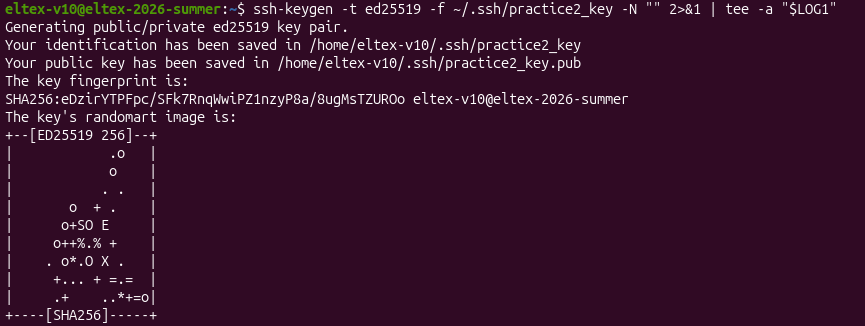 eltex-v10@eltex-2026-summer:~$ ssh-keygen -t ed25519 -f ~/.ssh/practice2_key -N "" 2>&1 | tee -a "$LOG1"
Generating public/private ed25519 key pair.
Your identification has been saved in /home/eltex-v10/.ssh/practice2_key
Your public key has been saved in /home/eltex-v10/.ssh/practice2_key.pub
The key fingerprint is:
SHA256:eDzirYTPFpc/SFk7RnqWwiPZ1nzyP8a/8ugMsTZUROo eltex-v10@eltex-2026-summer
The key's randomart image is:
+--[ED25519 256]--+
|            .o   |
|            o    |
|           . .   |
|       o  + .    |
|      o+SO E     |
|     o++%.% +    |
|    . o*.O X .   |
|     +... + =.=  |
|     .+    ..*+=o|
+----[SHA256]-----+